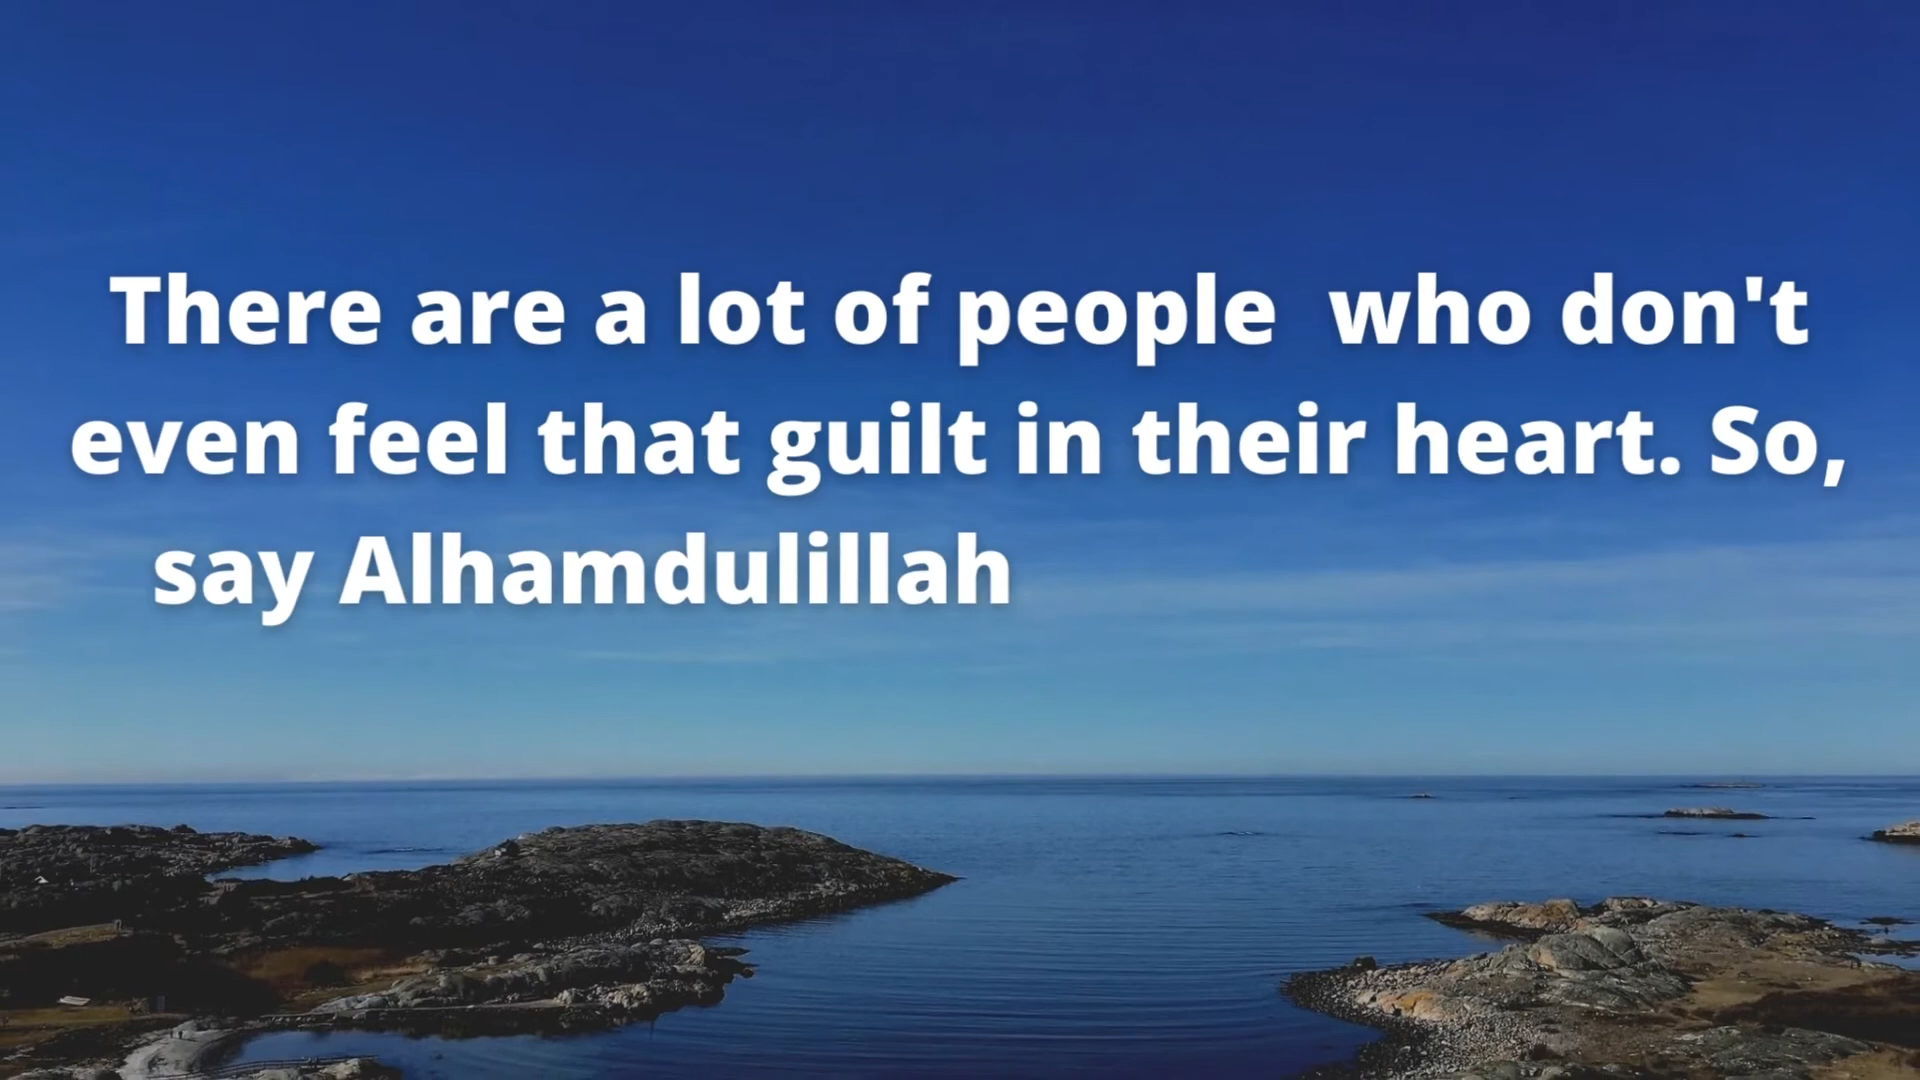 There are a lot of people  who don't
even feel that guilt in their heart. So,
say Alhamdulillah